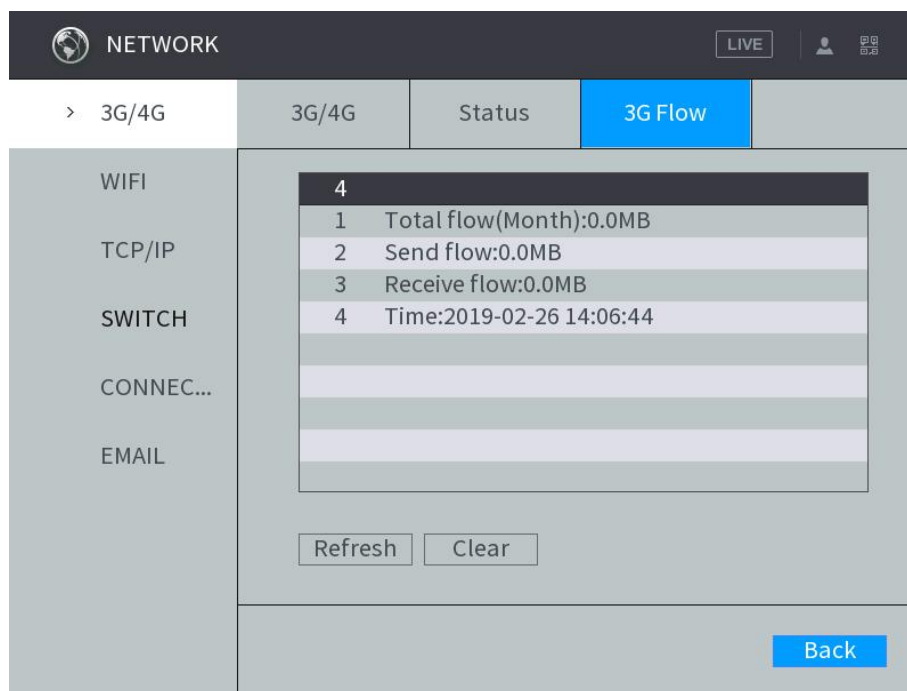 NETWORK LIVE
> 3G/4G 3G/4G Status 3G Flow
WIFI
TCP/IP
SWITCH
CONNEC...
EMAIL
4
1 Total flow(Month):0.0MB
2 Send flow:0.0MB
3 Receive flow:0.0MB
4 Time:2019-02-26 14:06:44
Refresh Clear
Back